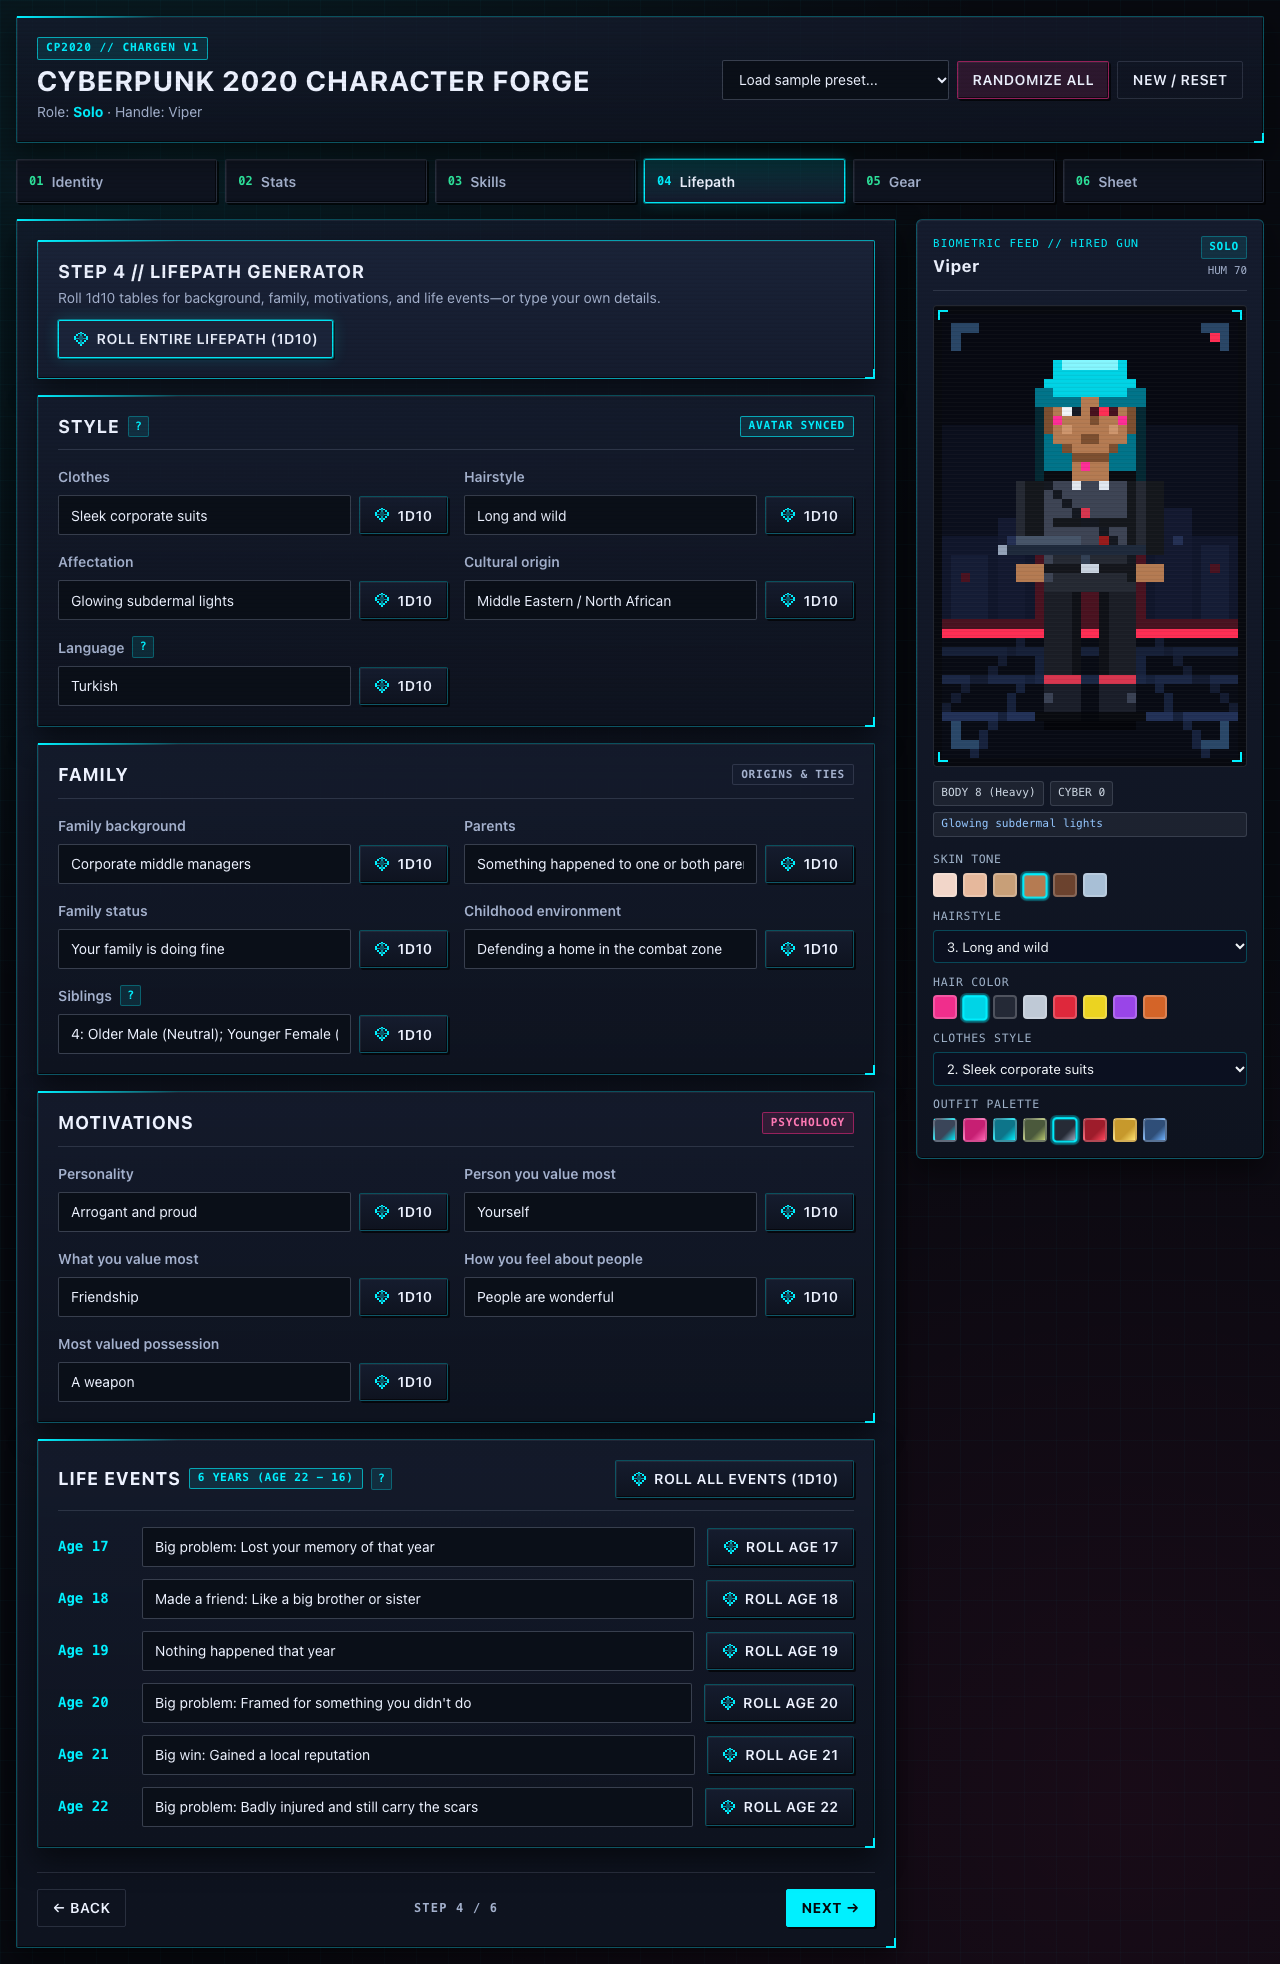 CP2020 // CHARGEN V1
CYBERPUNK 2020 CHARACTER FORGE
Role: Solo · Handle: Viper
Load sample preset...
RANDOMIZE ALL
NEW / RESET
01 Identity
02 Stats
03 Skills
04 Lifepath
05 Gear
06 Sheet
STEP 4 // LIFEPATH GENERATOR
Roll 1d10 tables for background, family, motivations, and life events—or type your own details.
ROLL ENTIRE LIFEPATH (1D10)
STYLE ?
AVATAR SYNCED
Clothes
Sleek corporate suits
1D10
Hairstyle
Long and wild
1D10
Affectation
Glowing subdermal lights
1D10
Cultural origin
Middle Eastern / North African
1D10
Language ?
Turkish
1D10
FAMILY
ORIGINS & TIES
Family background
Corporate middle managers
1D10
Parents
Something happened to one or both parei
1D10
Family status
Your family is doing fine
1D10
Childhood environment
Defending a home in the combat zone
1D10
Siblings ?
4: Older Male (Neutral); Younger Female (
1D10
MOTIVATIONS
PSYCHOLOGY
Personality
Arrogant and proud
1D10
Person you value most
Yourself
1D10
What you value most
Friendship
1D10
How you feel about people
People are wonderful
1D10
Most valued possession
A weapon
1D10
LIFE EVENTS
6 YEARS (AGE 22 − 16)
?
ROLL ALL EVENTS (1D10)
Age 17
Big problem: Lost your memory of that year
ROLL AGE 17
Age 18
Made a friend: Like a big brother or sister
ROLL AGE 18
Age 19
Nothing happened that year
ROLL AGE 19
Age 20
Big problem: Framed for something you didn't do
ROLL AGE 20
Age 21
Big win: Gained a local reputation
ROLL AGE 21
Age 22
Big problem: Badly injured and still carry the scars
ROLL AGE 22
← BACK
STEP 4 / 6
NEXT →
BIOMETRIC FEED // HIRED GUN
Viper
SOLO
HUM 70
BODY 8 (Heavy)
CYBER 0
Glowing subdermal lights
SKIN TONE
HAIRSTYLE
3. Long and wild
HAIR COLOR
CLOTHES STYLE
2. Sleek corporate suits
OUTFIT PALETTE